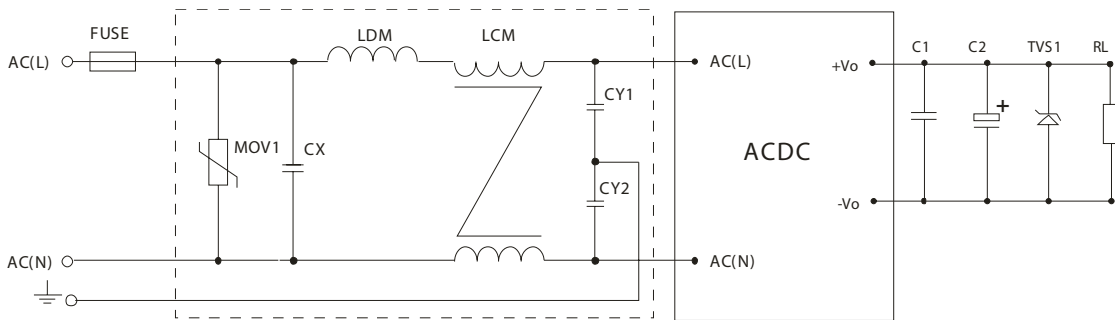 FUSE
LDM
LCM
C1
C2
TVS1
RL
AC(L)
AC(L)
+Vo
CY1
+
MOV1
CX
ACDC
CY2
-Vo
AC(N)
AC(N)